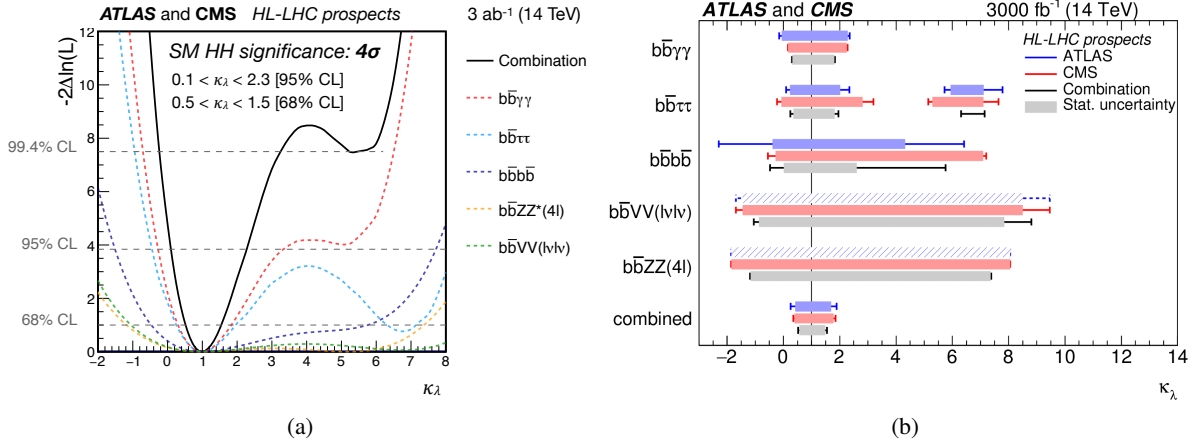 ATLAS and CMS HL-LHC prospects 3 ab⁻¹ (14 TeV)
-2Δln(L)
12
10
8
6
4
2
0
99.4% CL
95% CL
68% CL
SM HH significance: 4σ
0.1 < κλ < 2.3 [95% CL]
0.5 < κλ < 1.5 [68% CL]
−2 −1 0 1 2 3 4 5 6 7 8
κλ
Combination
bb̄γγ
bb̄ττ
bb̄bb̄
bb̄ZZ*(4l)
bb̄VV(lνlν)
(a)
ATLAS and CMS 3000 fb⁻¹ (14 TeV)
HL-LHC prospects
ATLAS
CMS
Combination
Stat. uncertainty
bb̄γγ
bb̄ττ
bb̄bb̄
bb̄VV(lνlν)
bb̄ZZ(4l)
combined
−2 0 2 4 6 8 10 12 14
κλ
(b)